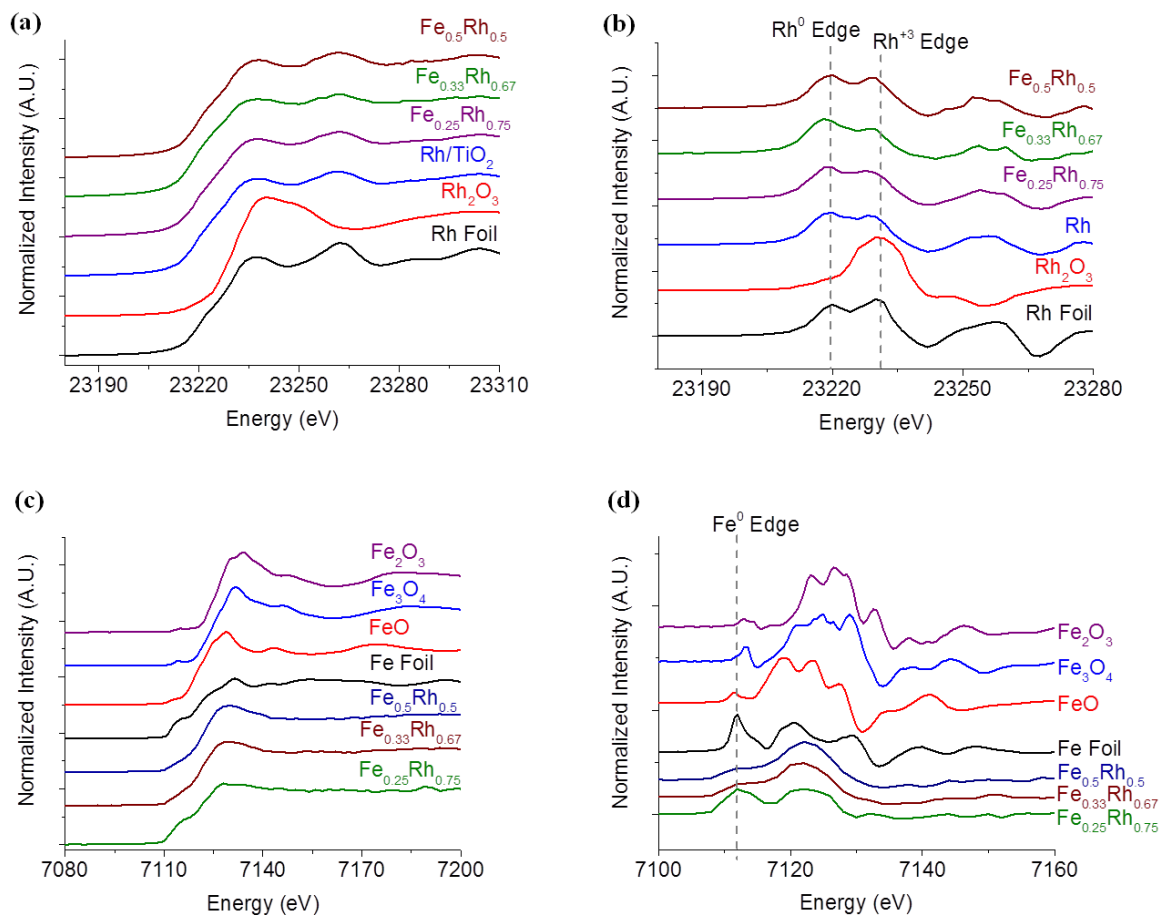 (a)
Normalized Intensity (A.U.)
Fe0.5Rh0.5
Fe0.33Rh0.67
Fe0.25Rh0.75
Rh/TiO2
Rh2O3
Rh Foil
23190 23220 23250 23280 23310
Energy (eV)
(b)
Normalized Intensity (A.U.)
Rh0 Edge
Rh+3 Edge
Fe0.5Rh0.5
Fe0.33Rh0.67
Fe0.25Rh0.75
Rh
Rh2O3
Rh Foil
23190 23220 23250 23280
Energy (eV)
(c)
Normalized Intensity (A.U.)
Fe2O3
Fe3O4
FeO
Fe Foil
Fe0.5Rh0.5
Fe0.33Rh0.67
Fe0.25Rh0.75
7080 7110 7140 7170 7200
Energy (eV)
(d)
Normalized Intensity (A.U.)
Fe0 Edge
Fe2O3
Fe3O4
FeO
Fe Foil
Fe0.5Rh0.5
Fe0.33Rh0.67
Fe0.25Rh0.75
7100 7120 7140 7160
Energy (eV)